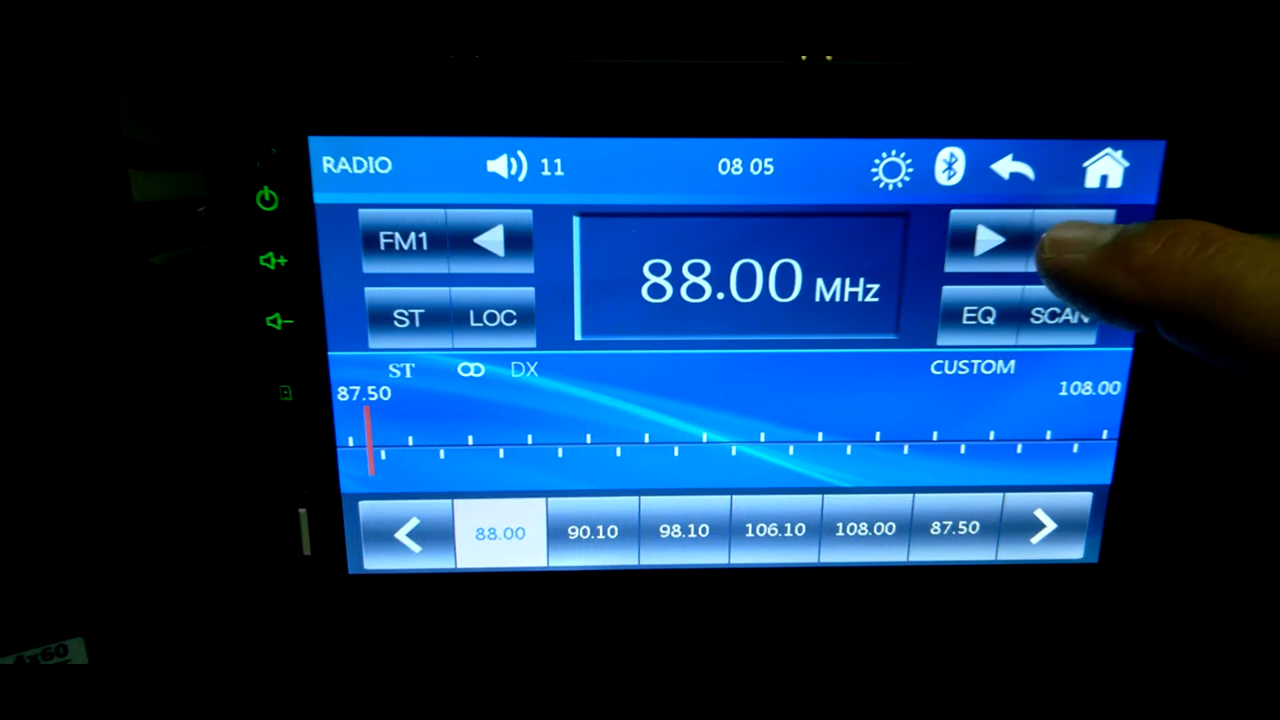 RADIO 11 08 05
FM1
88.00 MHz
ST LOC
EQ SCAN
ST DX CUSTOM
87.50 108.00
88.00 90.10 98.10 106.10 108.00 87.50